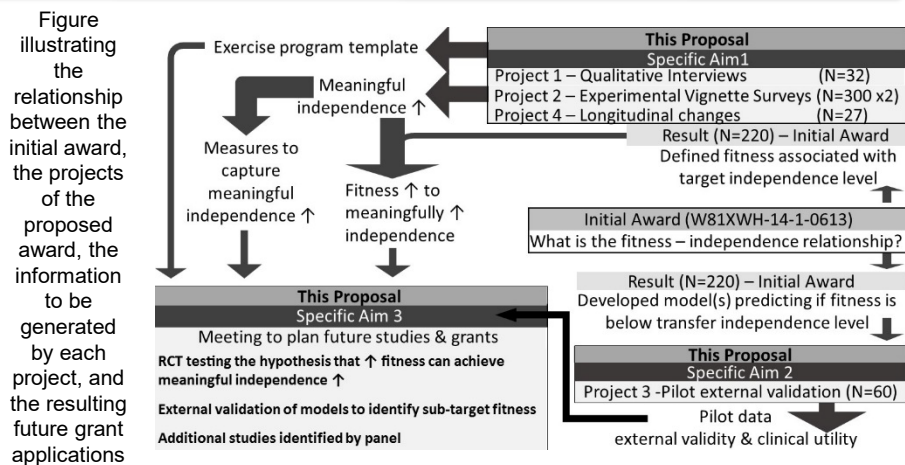 Figure
illustrating
the
relationship
between the
initial award,
the projects
of the
proposed
award, the
information
to be
generated
by each
project, and
the resulting
future grant
applications
This Proposal
Specific Aim1
Project 1 – Qualitative Interviews (N=32)
Project 2 – Experimental Vignette Surveys (N=300 x2)
Project 4 – Longitudinal changes (N=27)
Exercise program template
Meaningful
independence ↑
Measures to
capture
meaningful
independence ↑
Fitness ↑ to
meaningfully ↑
independence
Result (N=220) – Initial Award
Defined fitness associated with
target independence level
Initial Award (W81XWH-14-1-0613)
What is the fitness – independence relationship?
Result (N=220) – Initial Award
Developed model(s) predicting if fitness is
below transfer independence level
This Proposal
Specific Aim 2
Project 3 -Pilot external validation (N=60)
Pilot data
external validity & clinical utility
This Proposal
Specific Aim 3
Meeting to plan future studies & grants
RCT testing the hypothesis that ↑ fitness can achieve
meaningful independence ↑
External validation of models to identify sub-target fitness
Additional studies identified by panel